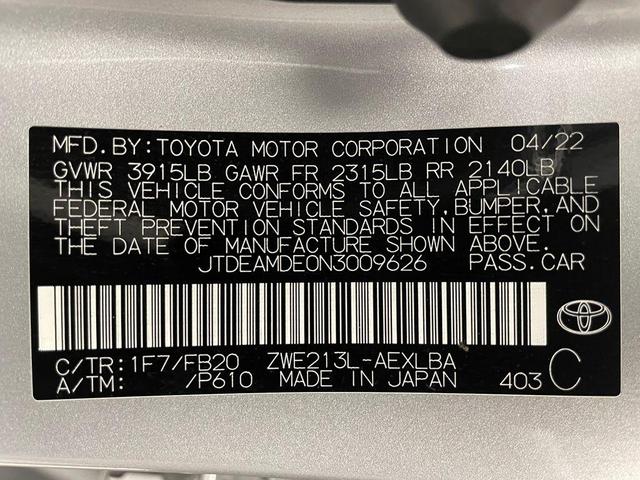 MFD. BY: TOYOTA MOTOR CORPORATION 04/22
GVWR 3915LB GAWR FR 2315LB RR 2140LB
THIS VEHICLE CONFORMS TO ALL APPLICABLE
FEDERAL MOTOR VEHICLE SAFETY, BUMPER, AND
THEFT PREVENTION STANDARDS IN EFFECT ON
THE DATE OF MANUFACTURE SHOWN ABOVE.
JTDEAMDE0N3009626 PASS. CAR
C/TR: 1F7/FB20 ZWE213L-AEXLBA
A/TM: /P610 MADE IN JAPAN 403 C